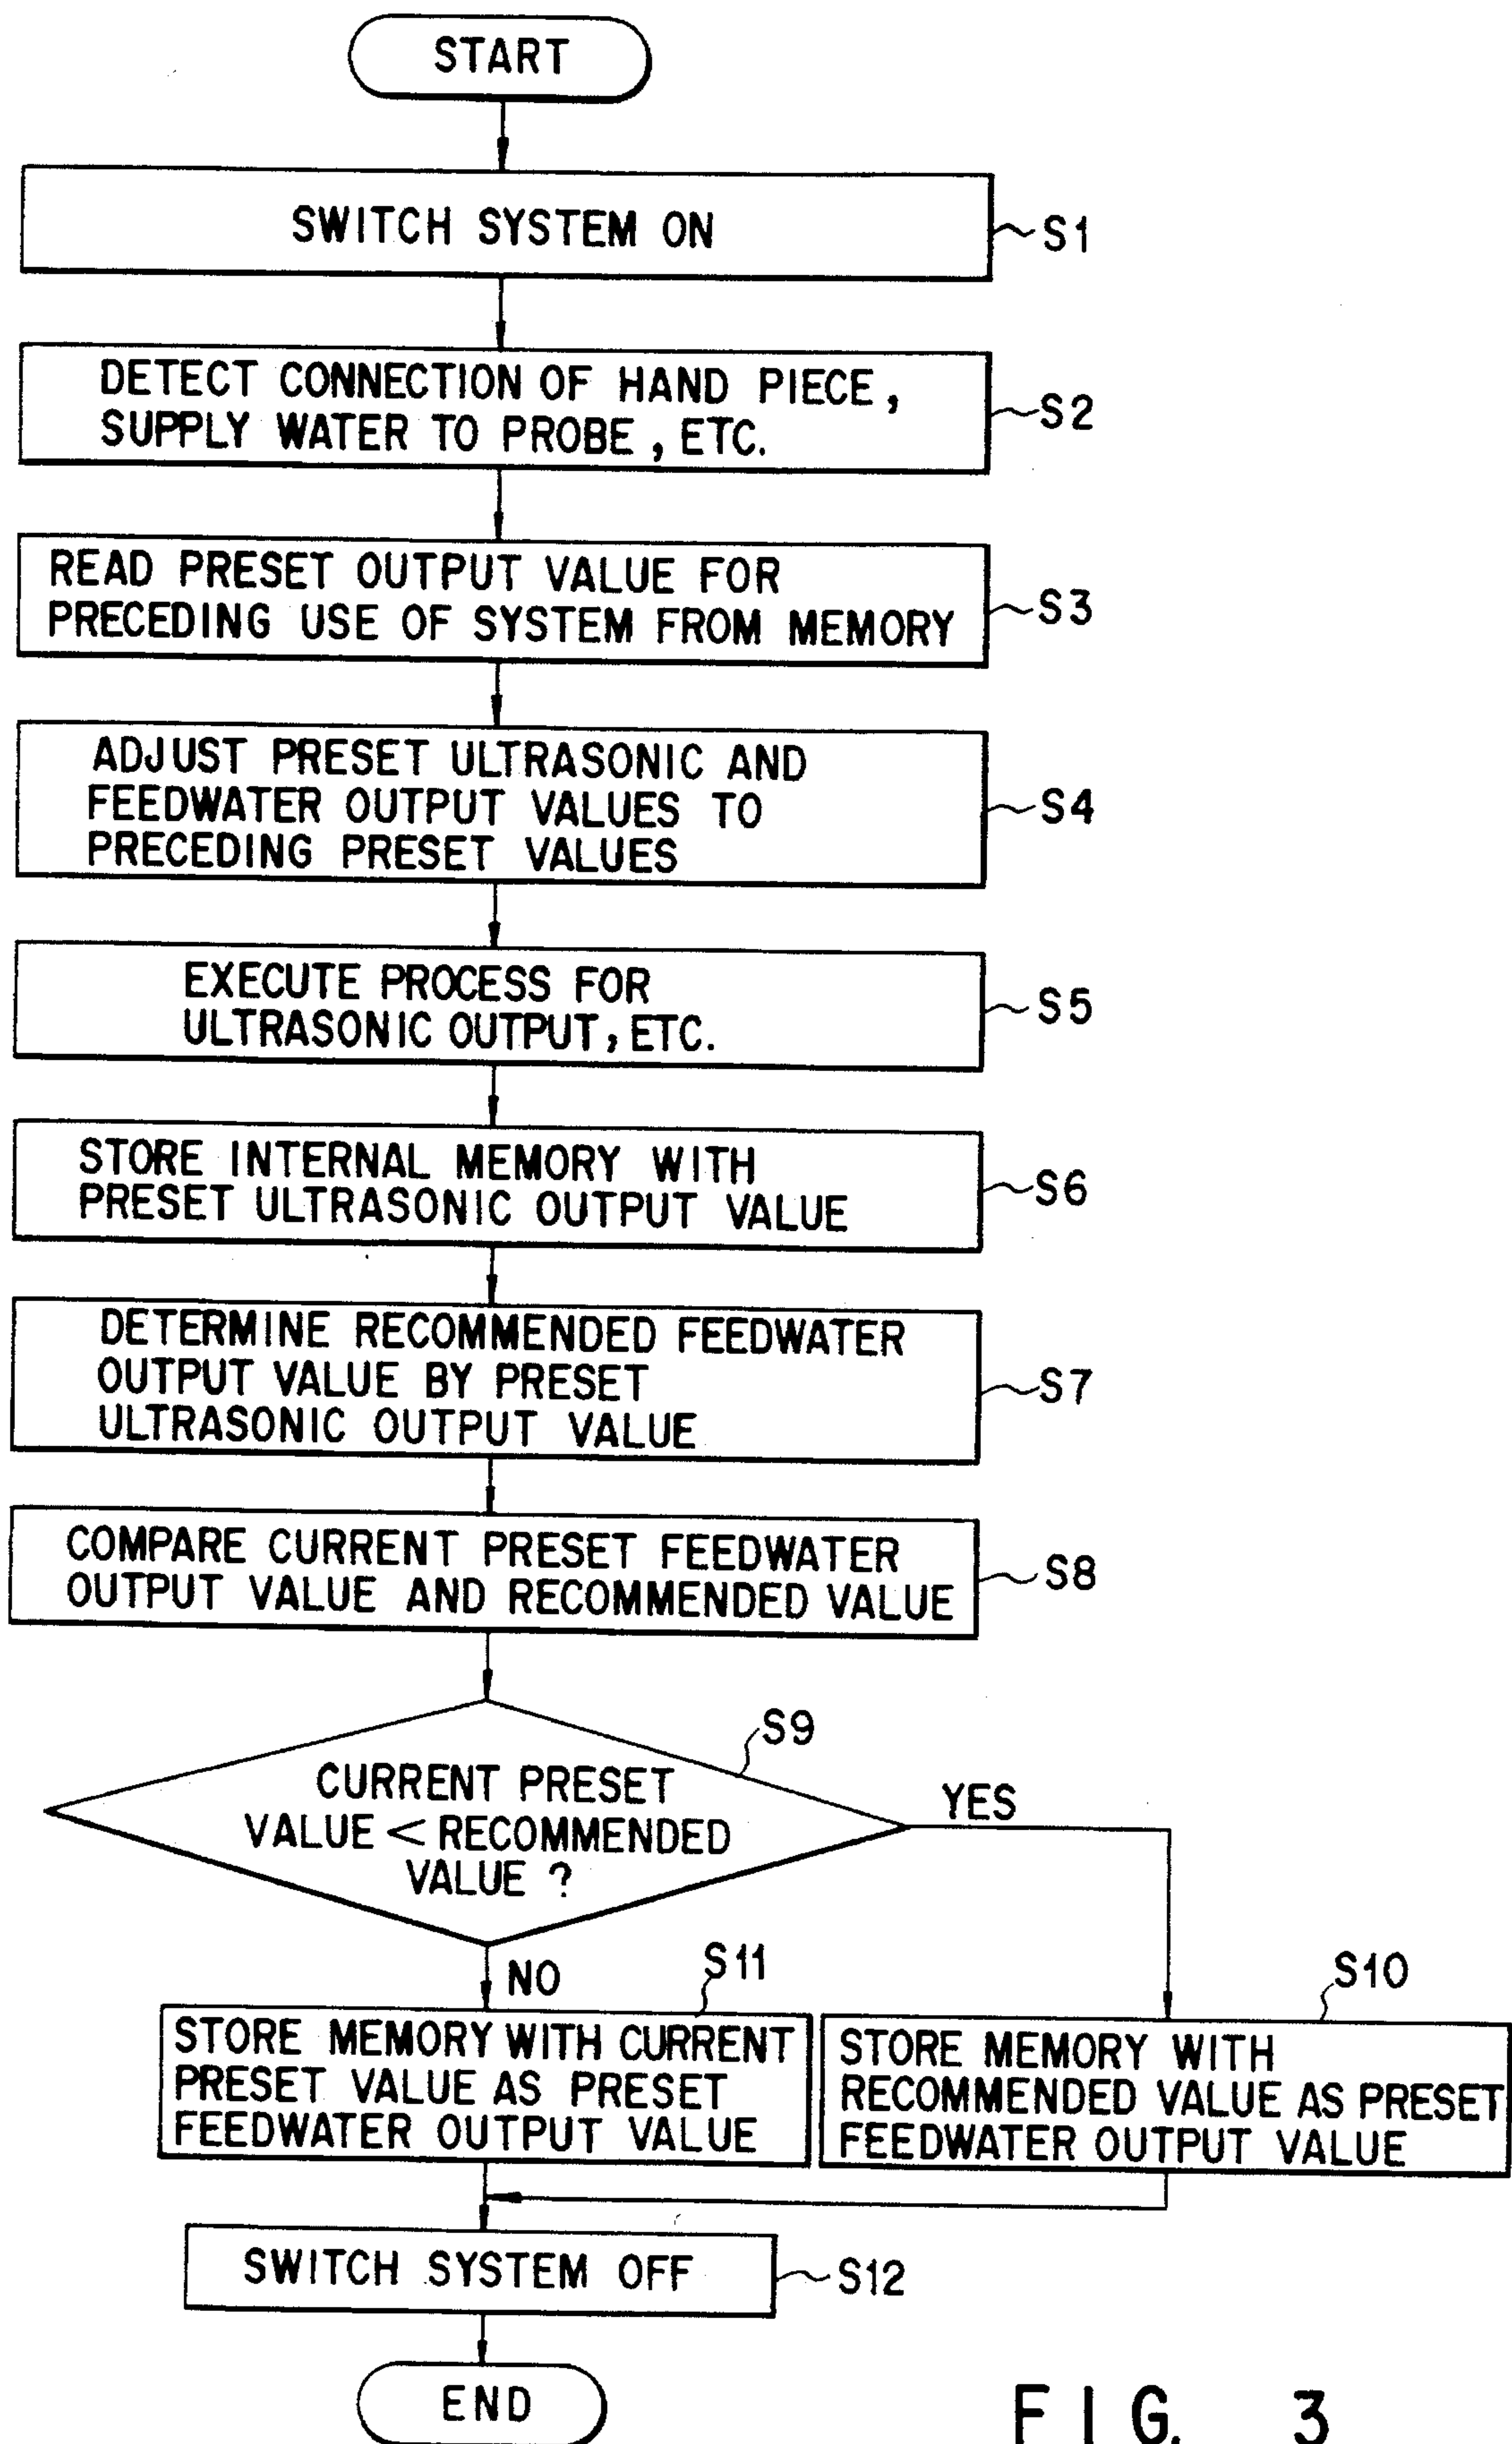 START
SWITCH SYSTEM ON
S1
DETECT CONNECTION OF HAND PIECE,
SUPPLY WATER TO PROBE, ETC.
S2
READ PRESET OUTPUT VALUE FOR
PRECEDING USE OF SYSTEM FROM MEMORY
S3
ADJUST PRESET ULTRASONIC AND
FEEDWATER OUTPUT VALUES TO
PRECEDING PRESET VALUES
S4
EXECUTE PROCESS FOR
ULTRASONIC OUTPUT, ETC.
S5
STORE INTERNAL MEMORY WITH
PRESET ULTRASONIC OUTPUT VALUE
S6
DETERMINE RECOMMENDED FEEDWATER
OUTPUT VALUE BY PRESET
ULTRASONIC OUTPUT VALUE
S7
COMPARE CURRENT PRESET FEEDWATER
OUTPUT VALUE AND RECOMMENDED VALUE
S8
S9
CURRENT PRESET
VALUE < RECOMMENDED
VALUE ?
YES
NO
S11
STORE MEMORY WITH CURRENT
PRESET VALUE AS PRESET
FEEDWATER OUTPUT VALUE
S10
STORE MEMORY WITH
RECOMMENDED VALUE AS PRESET
FEEDWATER OUTPUT VALUE
SWITCH SYSTEM OFF
S12
END
FIG. 3